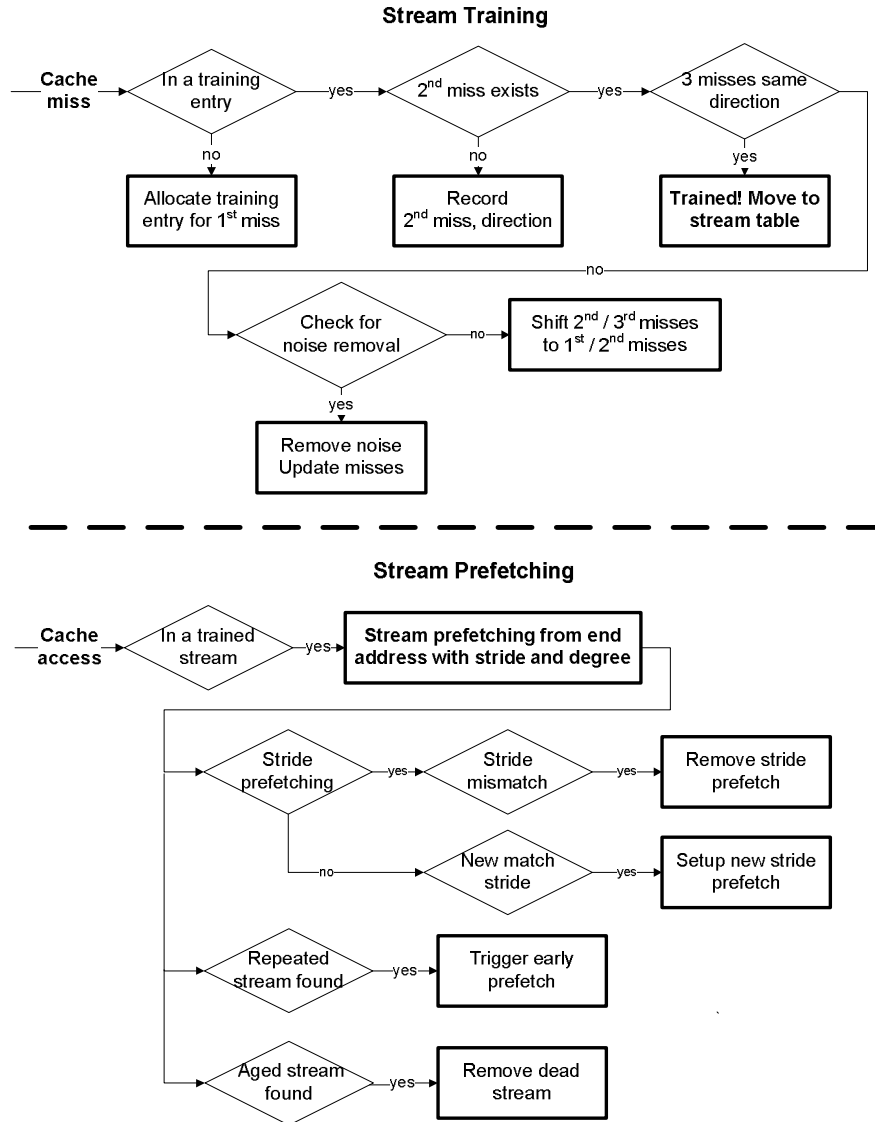 Stream Training
Cache
miss
In a training
entry
yes
2nd miss exists
yes
3 misses same
direction
no
no
yes
Allocate training
entry for 1st miss
Record
2nd miss, direction
Trained! Move to
stream table
no
Check for
noise removal
no
Shift 2nd / 3rd misses
to 1st / 2nd misses
yes
Remove noise
Update misses
Stream Prefetching
Cache
access
In a trained
stream
yes
Stream prefetching from end
address with stride and degree
Stride
prefetching
yes
Stride
mismatch
yes
Remove stride
prefetch
no
New match
stride
yes
Setup new stride
prefetch
Repeated
stream found
yes
Trigger early
prefetch
Aged stream
found
yes
Remove dead
stream